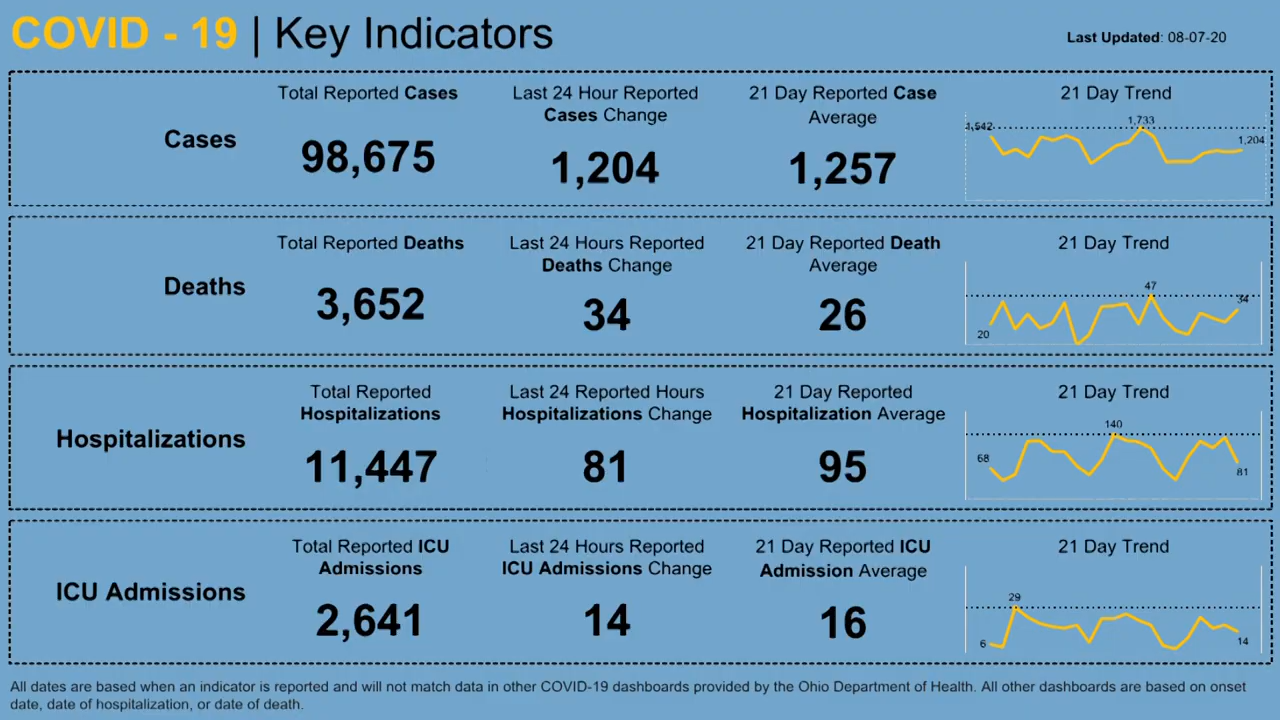 COVID - 19 | Key Indicators
Last Updated: 08-07-20
Cases
Total Reported Cases
98,675
Last 24 Hour Reported
Cases Change
1,204
21 Day Reported Case
Average
1,257
21 Day Trend
1,542
1,733
1,204
Deaths
Total Reported Deaths
3,652
Last 24 Hours Reported
Deaths Change
34
21 Day Reported Death
Average
26
21 Day Trend
20
47
34
Hospitalizations
Total Reported
Hospitalizations
11,447
Last 24 Reported Hours
Hospitalizations Change
81
21 Day Reported
Hospitalization Average
95
21 Day Trend
68
140
81
ICU Admissions
Total Reported ICU
Admissions
2,641
Last 24 Hours Reported
ICU Admissions Change
14
21 Day Reported ICU
Admission Average
16
21 Day Trend
6
29
14
All dates are based when an indicator is reported and will not match data in other COVID-19 dashboards provided by the Ohio Department of Health. All other dashboards are based on onset
date, date of hospitalization, or date of death.